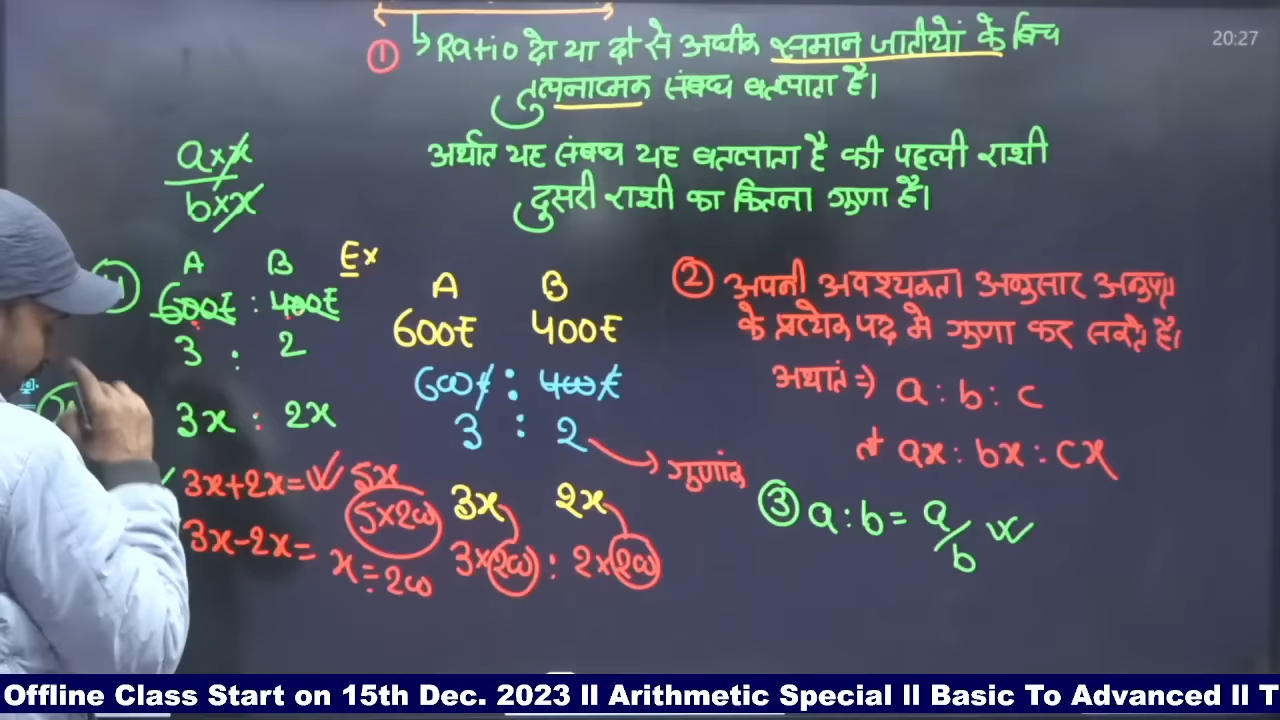 20:27
① ↳ Ratio दो या दो से अधिक समान जातीयों के बिच
तुल्पनात्मक संबन्ध बतलाता है।
अर्थात यह संबन्ध यह बतलाता है की पहली राशी
दुसरी राशी का कितना गुणा है।
a×x
b×x
A B
600₹ : 400₹
3 : 2
3x : 2x
3x+2x= 5x
5×200
3x-2x=
x=200
Ex
A B
600₹ 400₹
600₹ : 400₹
3 : 2
गुणांक
3x 2x
3×200 : 2×200
② अपनी अवश्यकता अनुसार अनुपात
के प्रत्येक पद मे गुणा कर सकते है।
अर्थात ⇒ a : b : c
ax : bx : cx
③ a : b = a/b
Offline Class Start on 15th Dec. 2023 II Arithmetic Special II Basic To Advanced II T